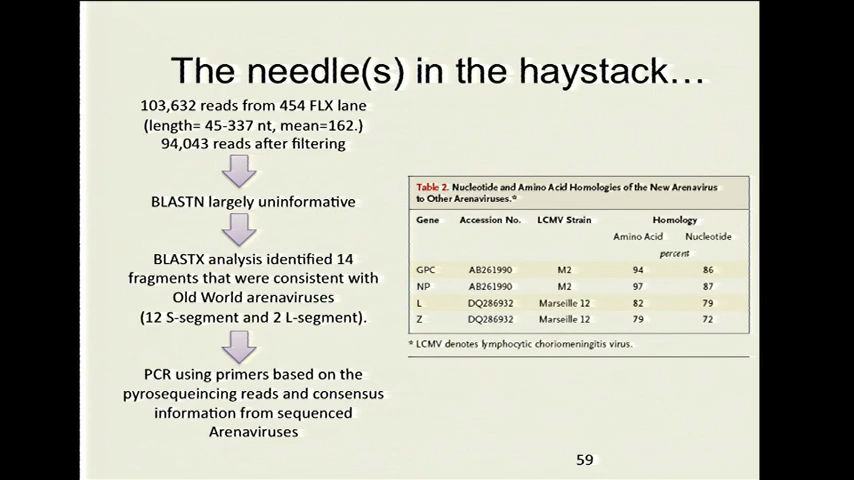 The needle(s) in the haystack…
103,632 reads from 454 FLX lane
(length= 45-337 nt, mean=162.)
94,043 reads after filtering
BLASTN largely uninformative
BLASTX analysis identified 14
fragments that were consistent with
Old World arenaviruses
(12 S-segment and 2 L-segment).
PCR using primers based on the
pyrosequeincing reads and consensus
information from sequenced
Arenaviruses
Table 2. Nucleotide and Amino Acid Homologies of the New Arenavirus
to Other Arenaviruses.*
Gene Accession No. LCMV Strain Homology
Amino Acid Nucleotide
percent
GPC AB261990 M2 94 86
NP AB261990 M2 97 87
L DQ286932 Marseille 12 82 79
Z DQ286932 Marseille 12 79 72
* LCMV denotes lymphocytic choriomeningitis virus.
59